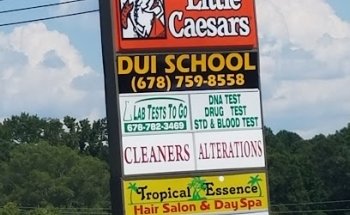 Little
Caesars
DUI SCHOOL
(678) 759-8558
LAB TESTS TO GO
678-782-3469
DNA TEST
DRUG TEST
STD & BLOOD TEST
CLEANERS
ALTERATIONS
Tropical Essence
Hair Salon & Day Spa